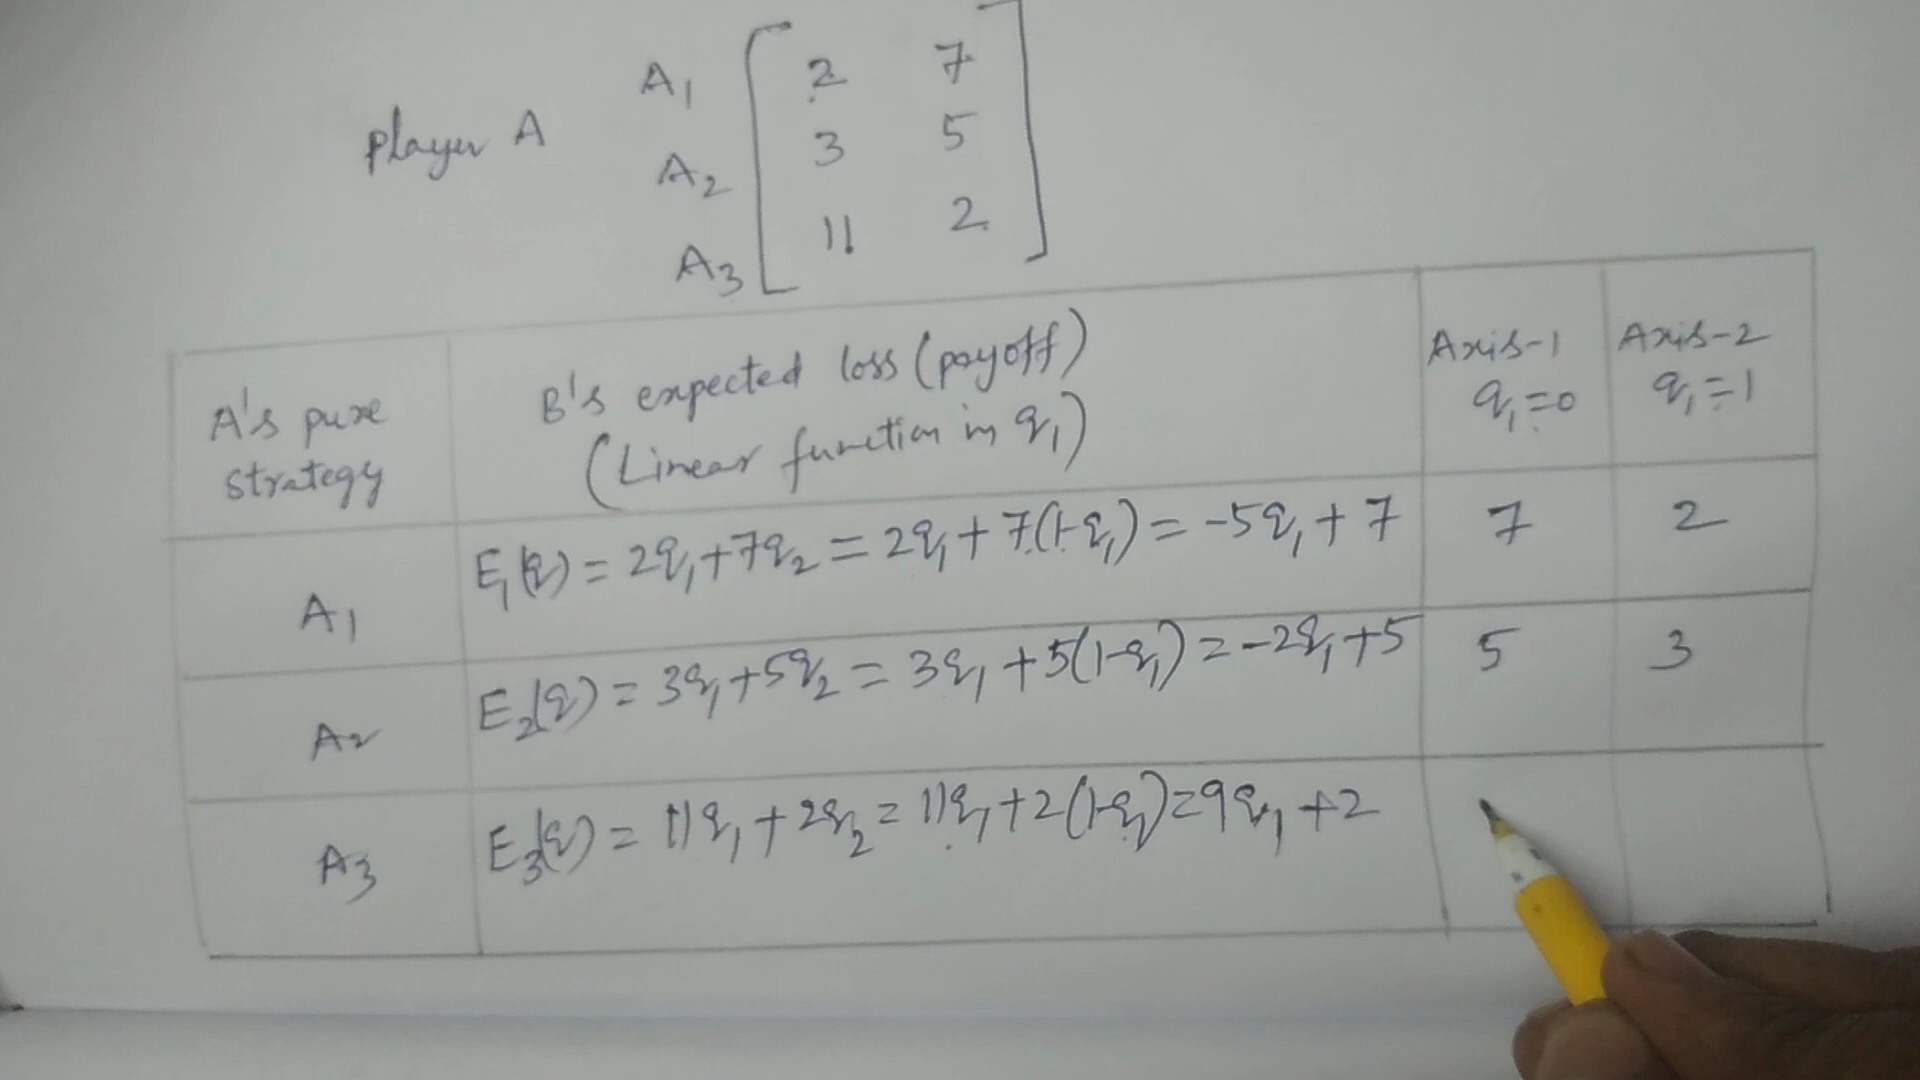 A₁ 2 7
Player A
A₂ 3 5
A₃ 11 2
A's pure strategy
B's expected loss (payoff)
(Linear function in q₁)
Axis-1
q₁=0
Axis-2
q₁=1
A₁
E₁(q) = 2q₁+7q₂ = 2q₁+7(1-q₁) = -5q₁+7
7
2
A₂
E₂(q) = 3q₁+5q₂ = 3q₁+5(1-q₁) = -2q₁+5
5
3
A₃
E₃(q) = 11q₁+2q₂ = 11q₁+2(1-q₁) = 9q₁+2